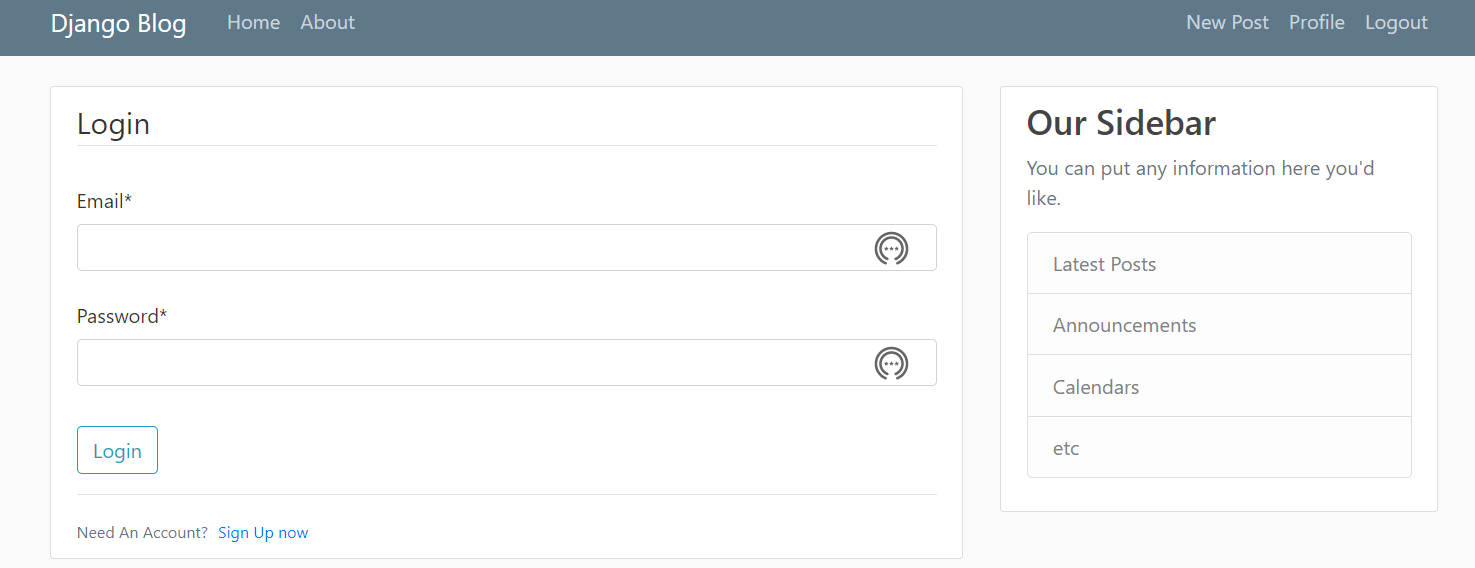 Django Blog Home About New Post Profile Logout
Login
Email*
Password*
Login
Need An Account? Sign Up now
Our Sidebar
You can put any information here you'd
like.
Latest Posts
Announcements
Calendars
etc